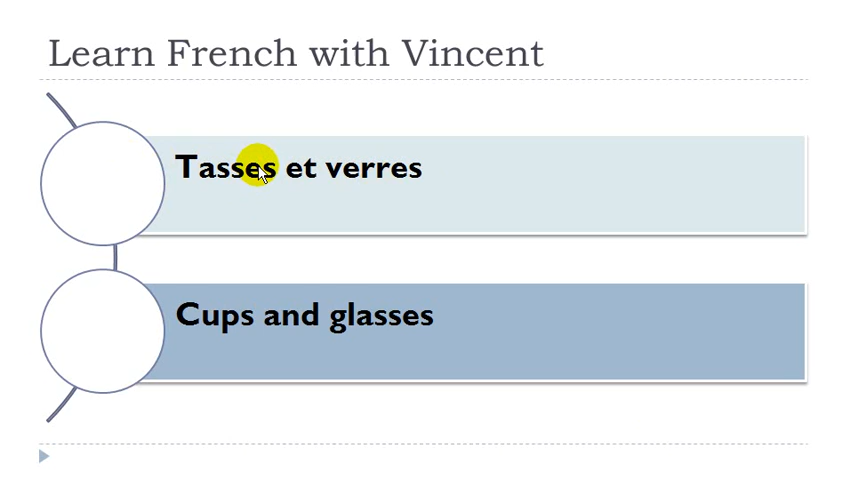 Learn French with Vincent
Tasses et verres
Cups and glasses